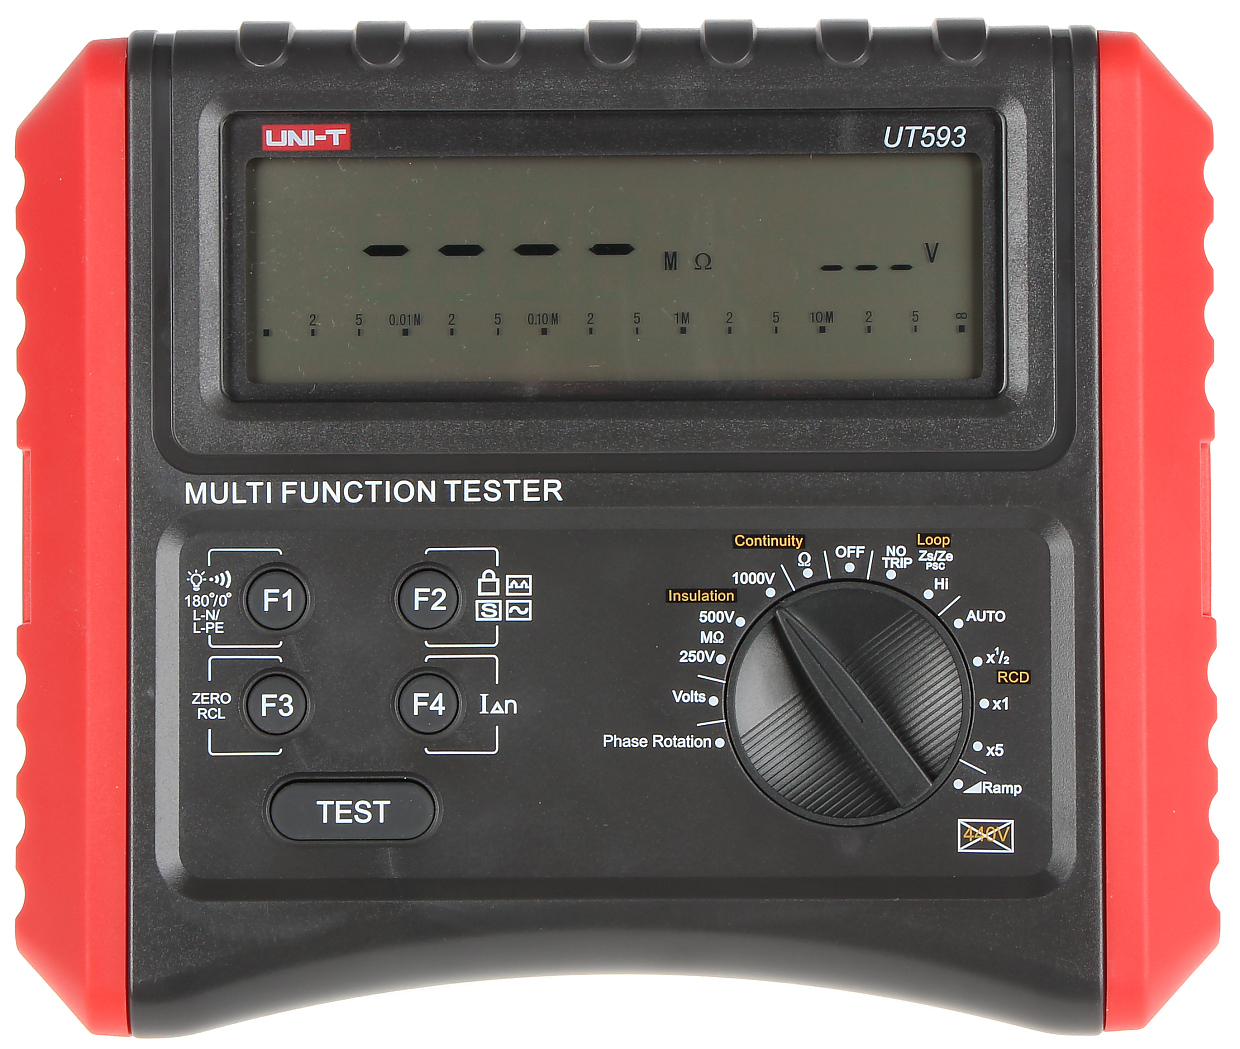 UNI-T
UT593
---- M Ω
--- V
2 5 0.01M 2 5 0.10M 2 5 1M 2 5 10M 2 5 ∞
MULTI FUNCTION TESTER
180°/0°
L-N/
L-PE
F1
F2
S
ZERO
RCL
F3
F4
I▵n
TEST
Continuity
Ω
OFF
NO
TRIP
Loop
Zs/Ze
PSC
Hi
1000V
Insulation
500V
MΩ
250V
Volts
Phase Rotation
AUTO
x1/2
RCD
x1
x5
Ramp
440V